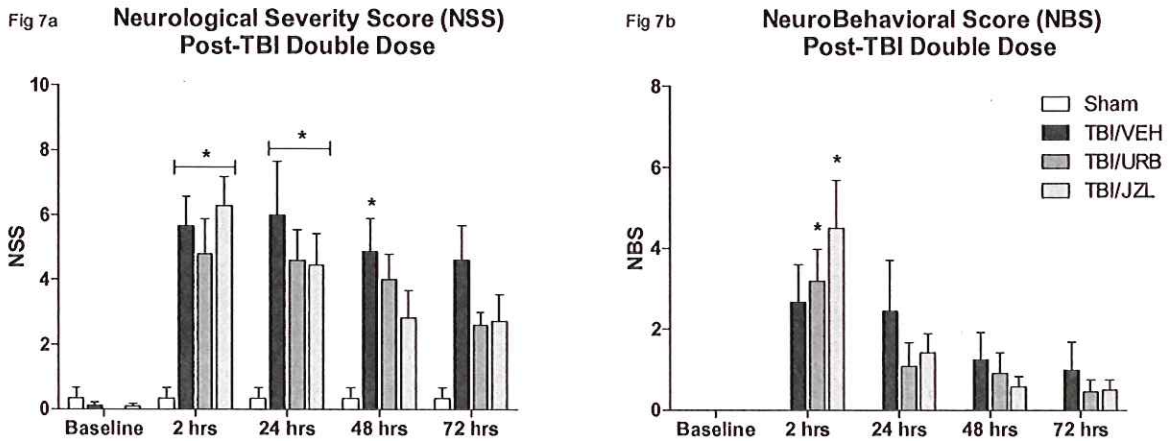 Fig 7a
Neurological Severity Score (NSS)
Post-TBI Double Dose
NSS
10
8
6
4
2
0
*
*
*
Baseline 2 hrs 24 hrs 48 hrs 72 hrs
Fig 7b
NeuroBehavioral Score (NBS)
Post-TBI Double Dose
NBS
8
6
4
2
0
*
*
Sham
TBI/VEH
TBI/URB
TBI/JZL
Baseline 2 hrs 24 hrs 48 hrs 72 hrs